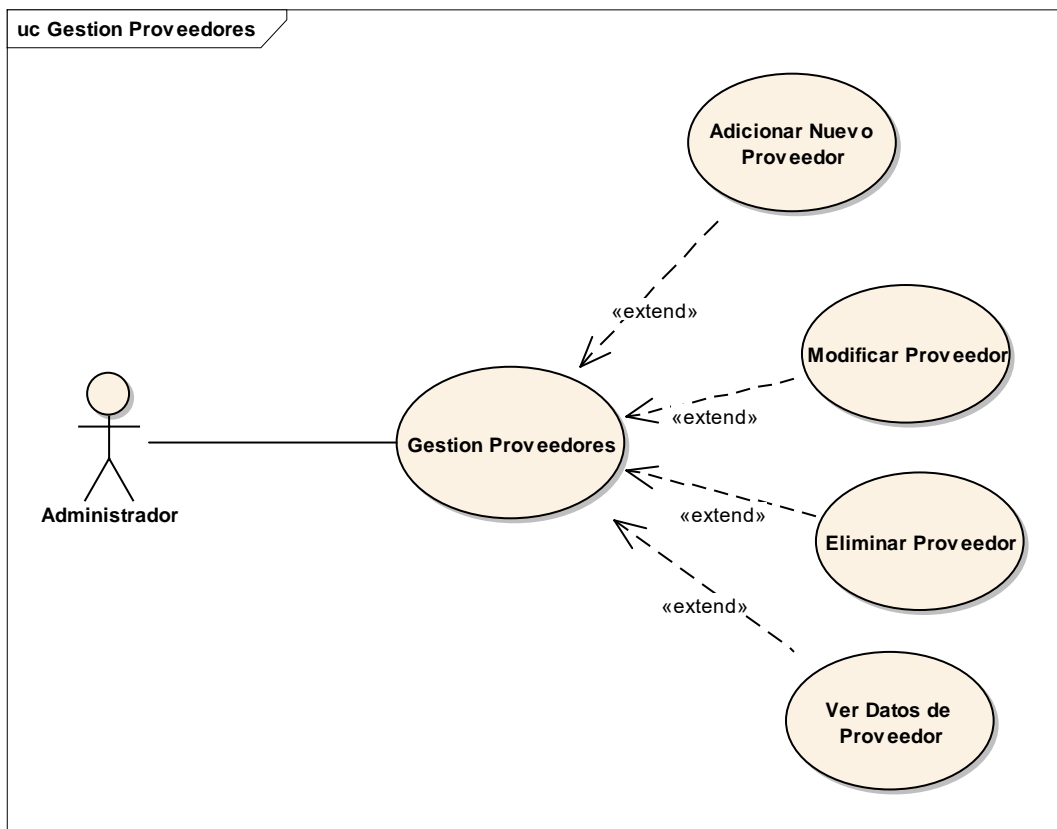 uc Gestion Proveedores
Adicionar Nuevo
Proveedor
«extend»
Modificar Proveedor
«extend»
Gestion Proveedores
Administrador
«extend»
Eliminar Proveedor
«extend»
Ver Datos de
Proveedor